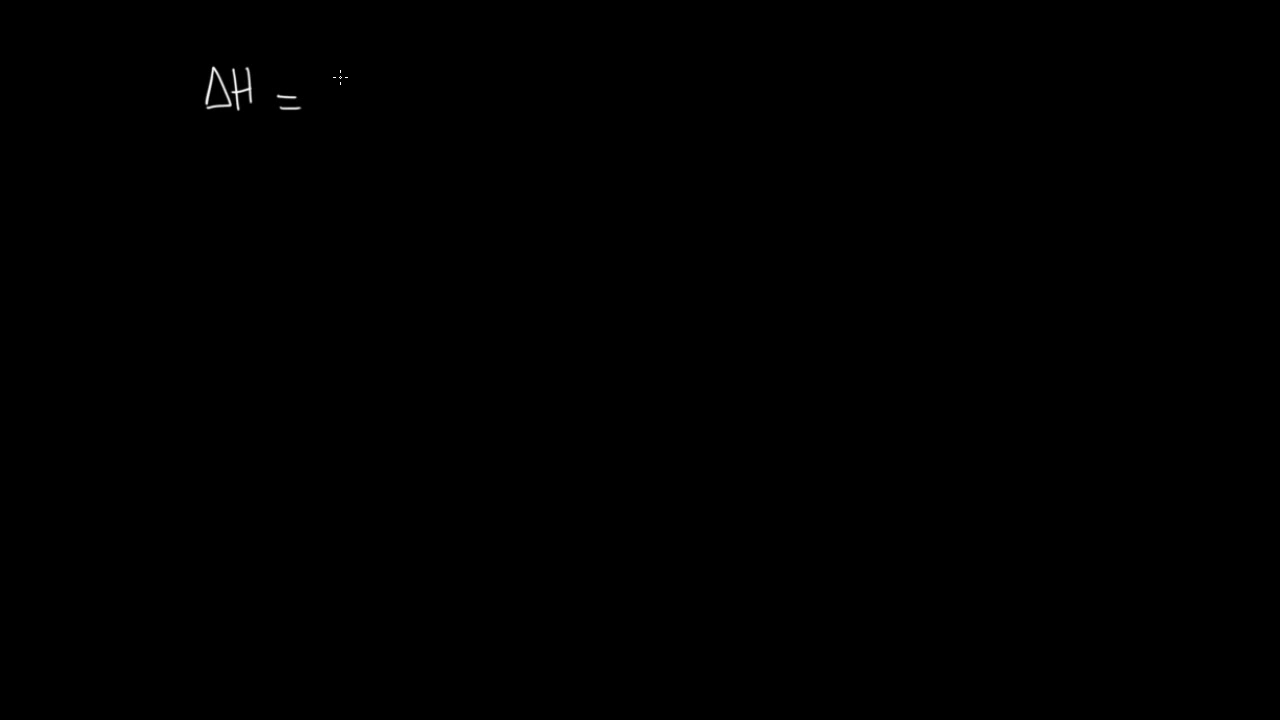 ΔH =